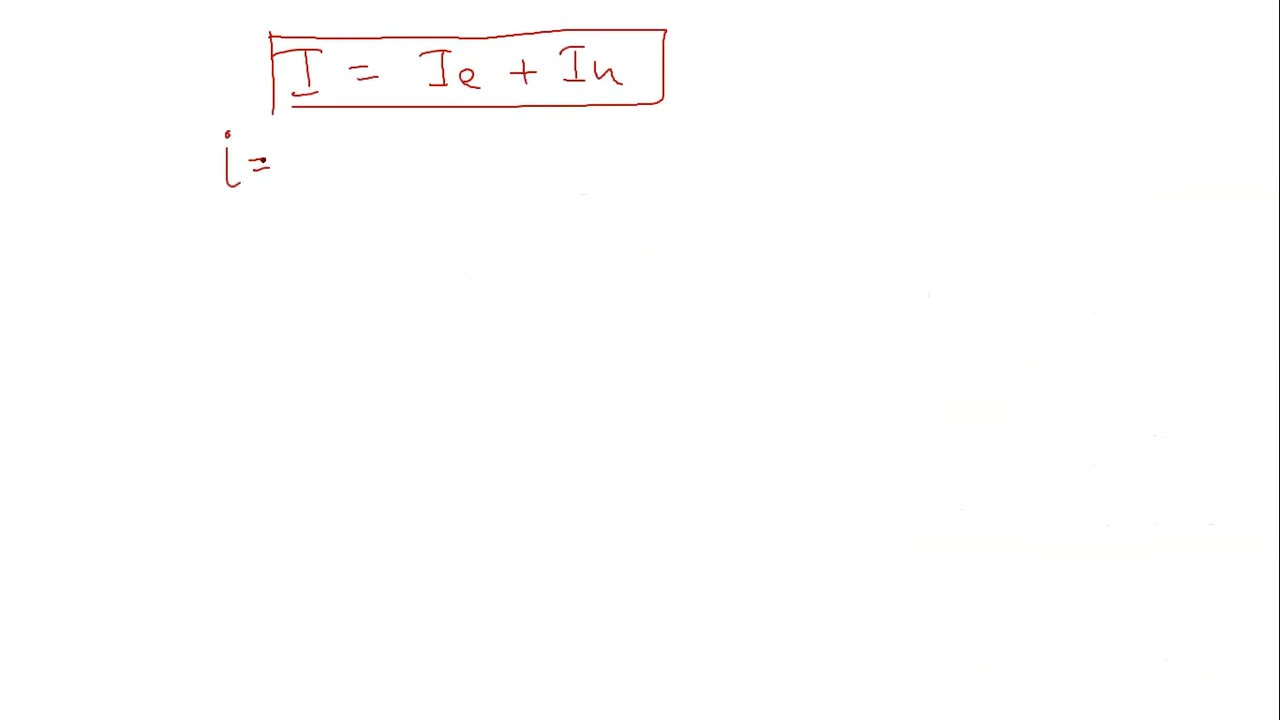 I = Ie + In
i =